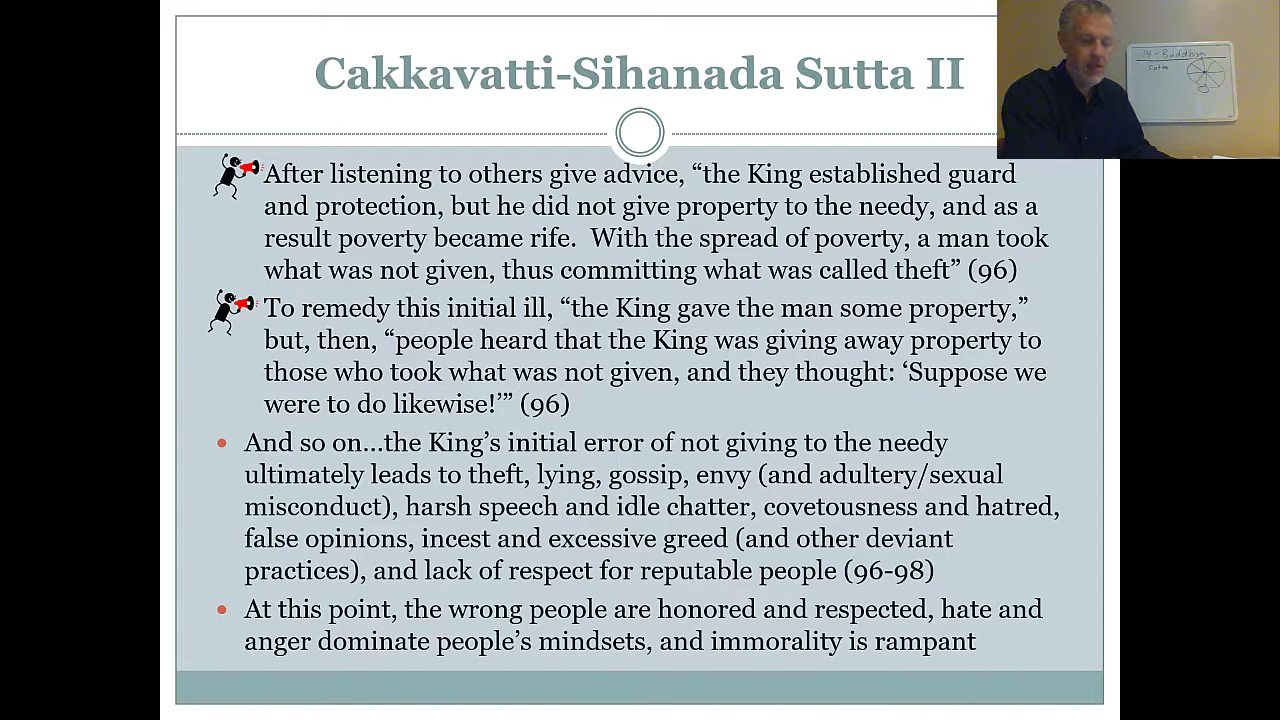 Cakkavatti-Sihanada Sutta II
14 - Buddhism
Sutta
After listening to others give advice, “the King established guard
and protection, but he did not give property to the needy, and as a
result poverty became rife.  With the spread of poverty, a man took
what was not given, thus committing what was called theft” (96)
To remedy this initial ill, “the King gave the man some property,”
but, then, “people heard that the King was giving away property to
those who took what was not given, and they thought: ‘Suppose we
were to do likewise!’” (96)
And so on…the King’s initial error of not giving to the needy
ultimately leads to theft, lying, gossip, envy (and adultery/sexual
misconduct), harsh speech and idle chatter, covetousness and hatred,
false opinions, incest and excessive greed (and other deviant
practices), and lack of respect for reputable people (96-98)
At this point, the wrong people are honored and respected, hate and
anger dominate people’s mindsets, and immorality is rampant